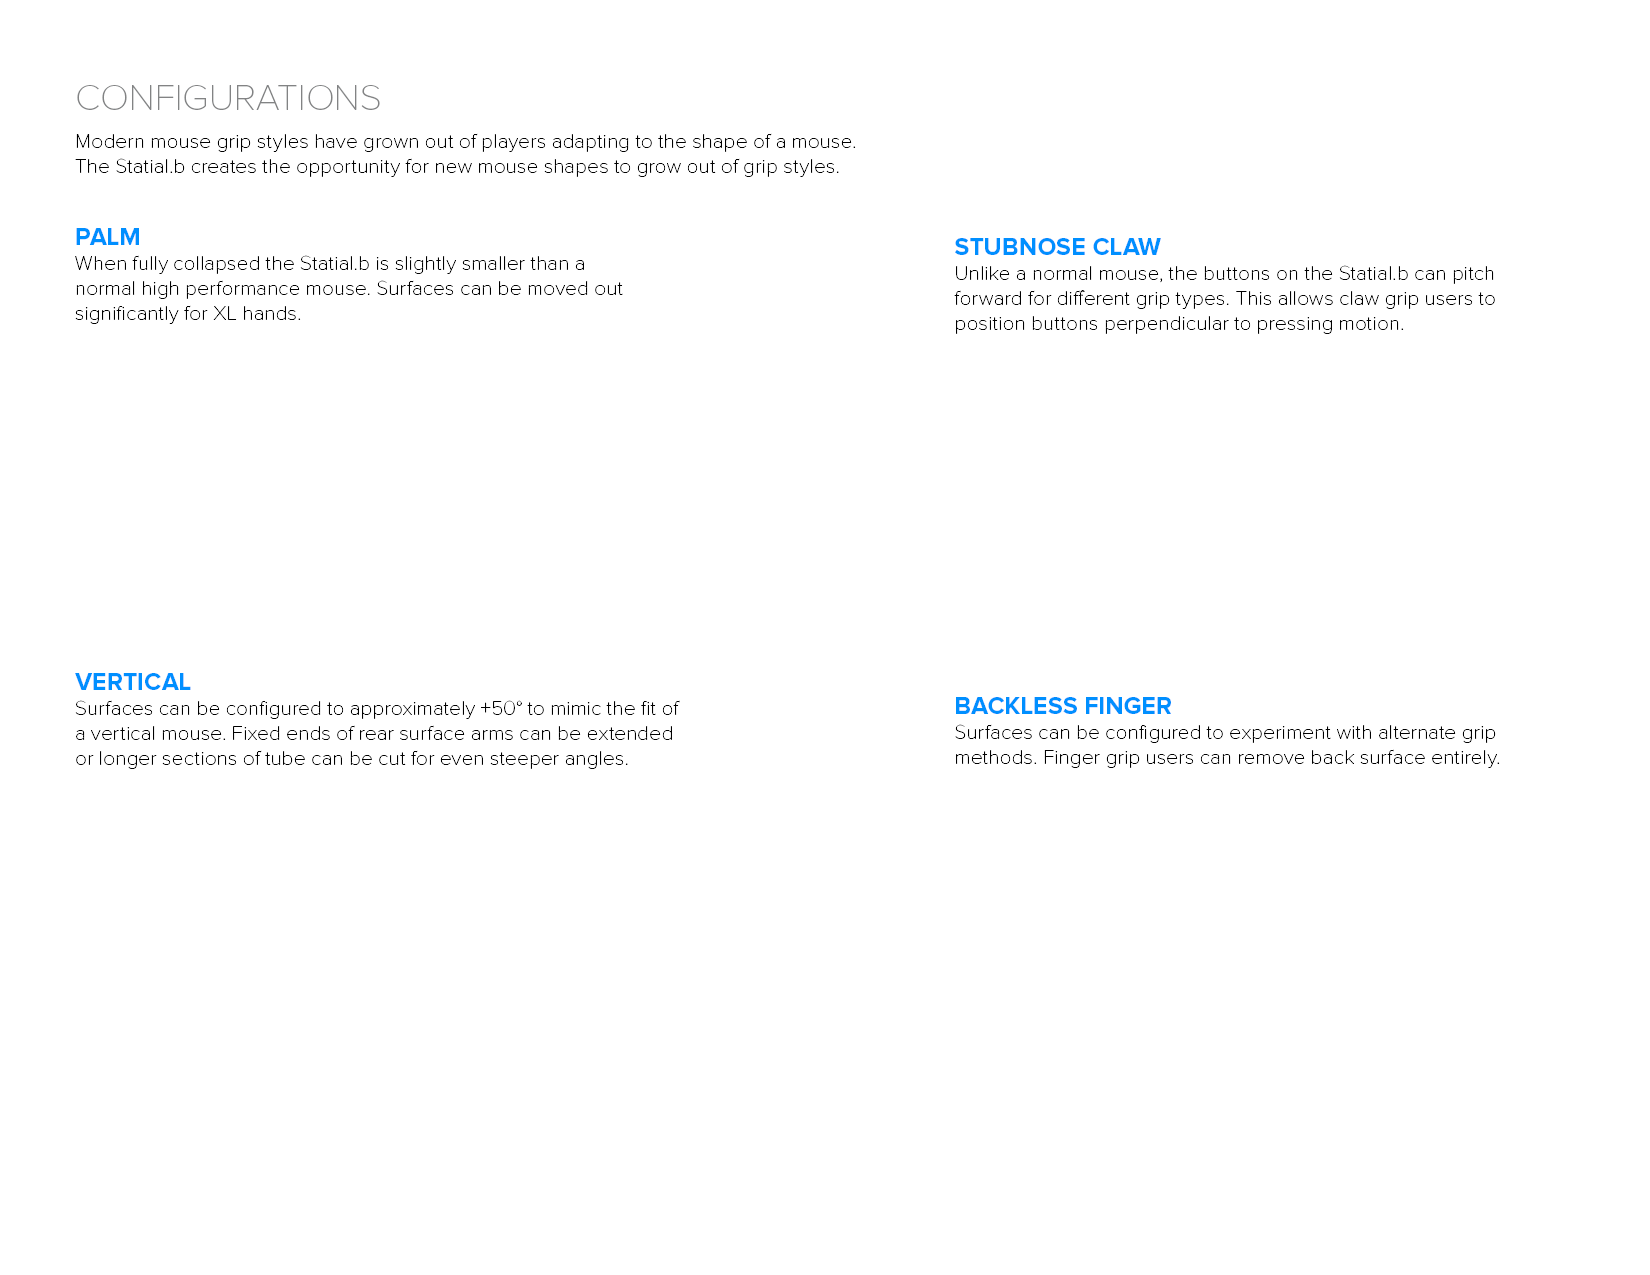 CONFIGURATIONS
Modern mouse grip styles have grown out of players adapting to the shape of a mouse.
The Statial.b creates the opportunity for new mouse shapes to grow out of grip styles.
PALM
When fully collapsed the Statial.b is slightly smaller than a
normal high performance mouse. Surfaces can be moved out
significantly for XL hands.
STUBNOSE CLAW
Unlike a normal mouse, the buttons on the Statial.b can pitch
forward for different grip types. This allows claw grip users to
position buttons perpendicular to pressing motion.
VERTICAL
Surfaces can be configured to approximately +50° to mimic the fit of
a vertical mouse. Fixed ends of rear surface arms can be extended
or longer sections of tube can be cut for even steeper angles.
BACKLESS FINGER
Surfaces can be configured to experiment with alternate grip
methods. Finger grip users can remove back surface entirely.